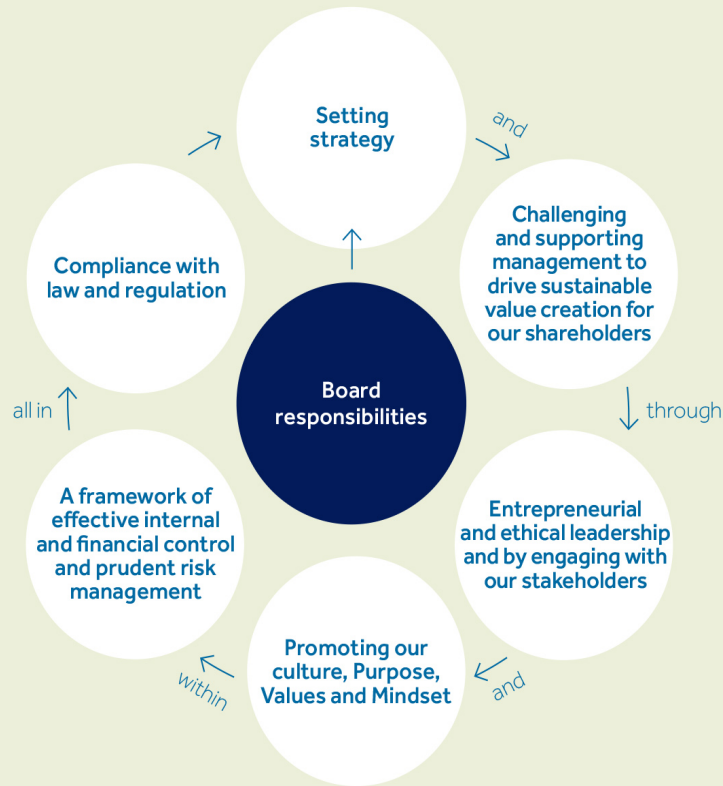 Setting
strategy
and
Challenging
and supporting
management to
drive sustainable
value creation for
our shareholders
through
Entrepreneurial
and ethical leadership
and by engaging with
our stakeholders
and
Promoting our
culture, Purpose,
Values and Mindset
within
A framework of
effective internal
and financial control
and prudent risk
management
all in
Compliance with
law and regulation
Board
responsibilities